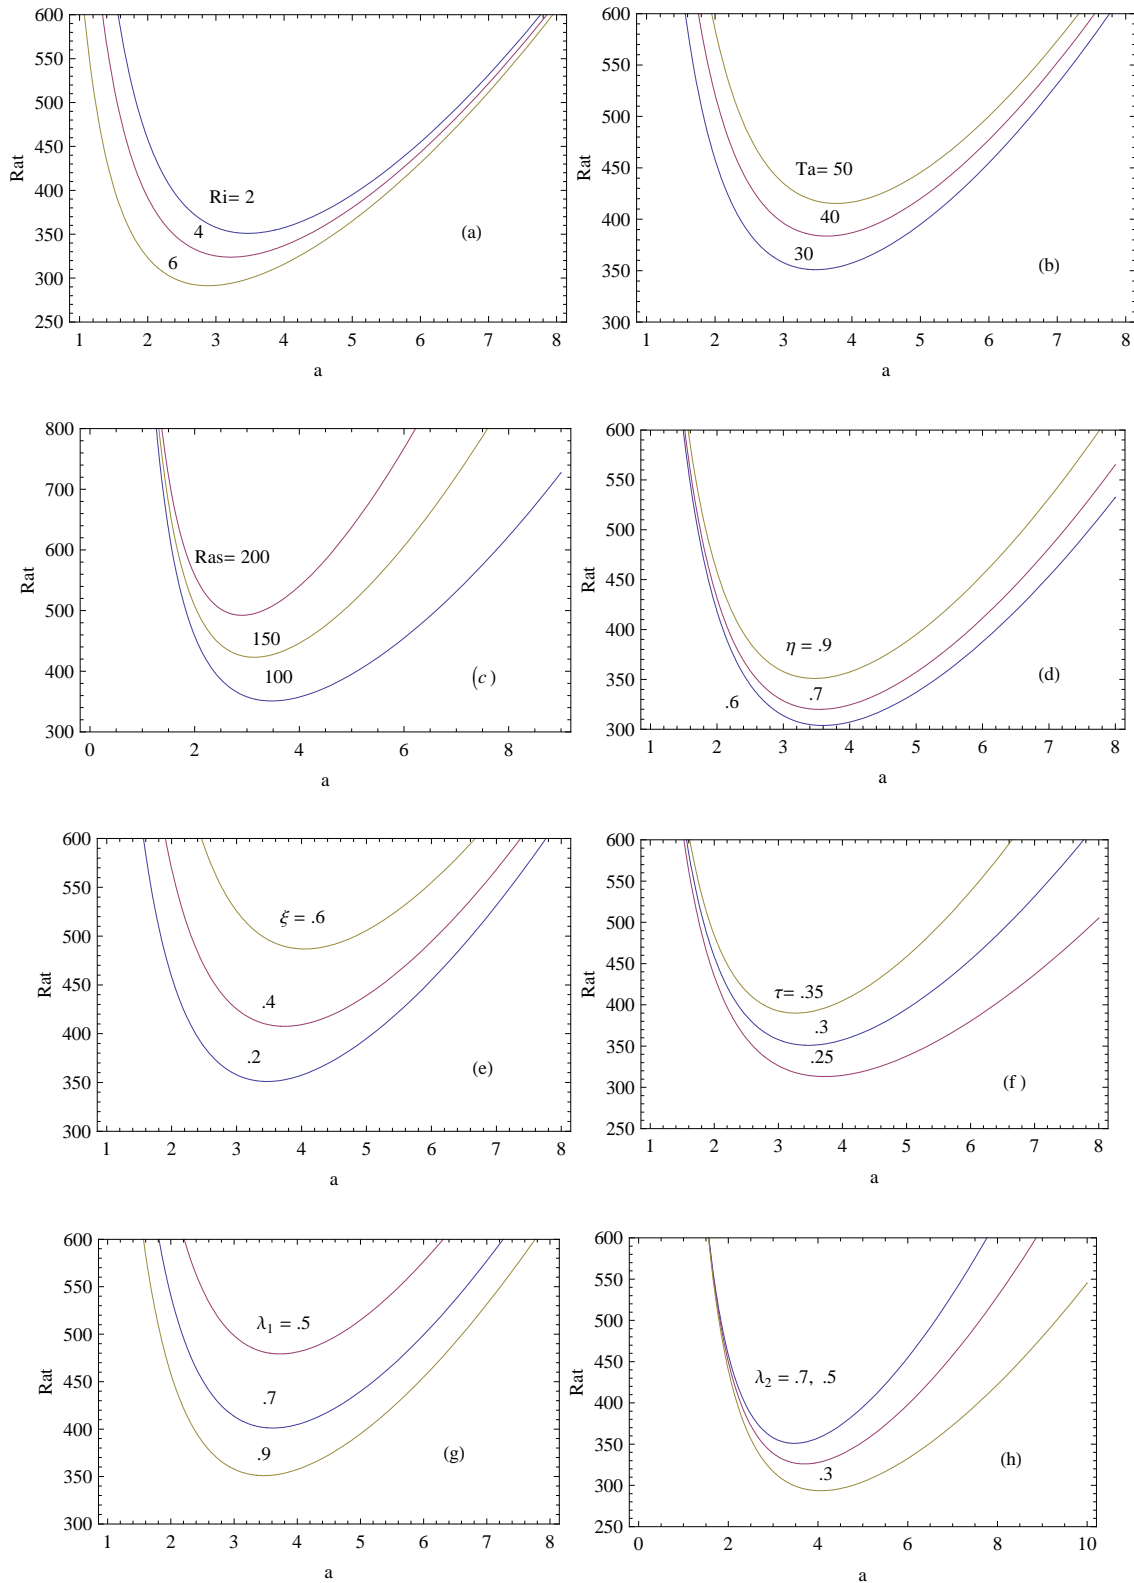 600
550
500
450
400
350
300
250
Rat
Ri= 2
4
6
(a)
1 2 3 4 5 6 7 8
a
600
550
500
450
400
350
300
Rat
Ta= 50
40
30
(b)
1 2 3 4 5 6 7 8
a
800
700
600
500
400
300
Rat
Ras= 200
150
100
(c )
0 2 4 6 8
a
600
550
500
450
400
350
300
Rat
η = .9
.7
.6
(d)
1 2 3 4 5 6 7 8
a
600
550
500
450
400
350
300
Rat
ξ = .6
.4
.2
(e)
1 2 3 4 5 6 7 8
a
600
550
500
450
400
350
300
250
Rat
τ= .35
.3
.25
(f )
1 2 3 4 5 6 7 8
a
600
550
500
450
400
350
300
Rat
λ₁ = .5
.7
.9
(g)
1 2 3 4 5 6 7 8
a
600
550
500
450
400
350
300
250
Rat
λ₂ = .7, .5
.3
(h)
0 2 4 6 8 10
a